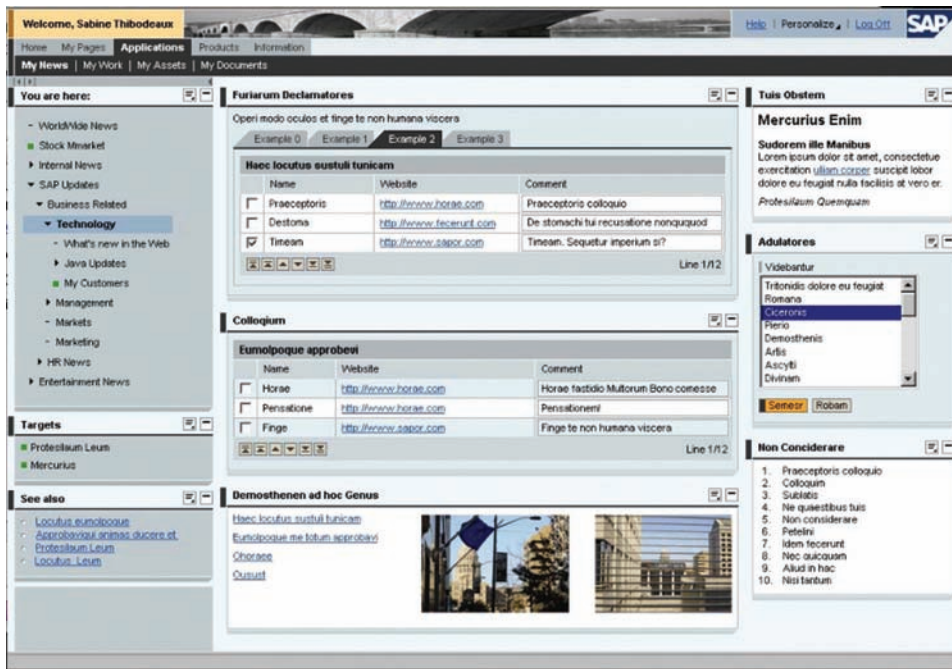 Welcome, Sabine Thibodeaux
Help | Personalize | Log Off
SAP
Home My Pages Applications Products Information
My News | My Work | My Assets | My Documents
You are here:
- WorldWide News
Stock Mmarket
Internal News
SAP Updates
Business Related
Technology
- What's new in the Web
Java Updates
My Customers
Management
- Markets
- Marketing
HR News
Entertainment News
Targets
Protesilaum Leum
Mercurius
See also
Locutus eumolpoque
Approbaviqui animas ducere et
Protesilaum Leum
Locutus Leum
Furiarum Declamatores
Operi modo oculos et finge te non humana viscera
Example 0 Example 1 Example 2 Example 3
Haec locutus sustuli tunicam
Name Website Comment
Praeceptoris http://www.horae.com Praeceptoris colloquio
Destoma http://www.fecerunt.com De stomachi tui recusatione nonququod
Timeam http://www.sapor.com Timeam. Sequetur imperium si?
Line 1/12
Colloqium
Eumolpoque approbevi
Name Website Comment
Horae http://www.horae.com Horae fastidio Multorum Bono comesse
Pensatione http://www.horae.com Pensationem!
Finge http://www.sapor.com Finge te non humana viscera
Line 1/12
Demosthenen ad hoc Genus
Haec locutus sustuli tunicam
Eumolpoque me totum approbavi
Ohoraee
Ousust
Tuis Obstem
Mercurius Enim
Sudorem ille Manibus
Lorem ipsum dolor sit amet, consectetue
exercitation ullam corper suscipit lobor
dolore eu feugiat nulla facilisis at vero er.
Protesilaum Quemquam
Adulatores
Videbantur
Tritonidis dolore eu feugiat
Romana
Ciceronis
Pierio
Demosthenis
Artis
Ascylti
Divinam
Semesr Robam
Non Conciderare
1. Praeceptoris colloquio
2. Colloquim
3. Sublatis
4. Ne quaestibus tuis
5. Non considerare
6. Petelini
7. Idem fecerunt
8. Nec quicquam
9. Aliud in hac
10. Nisi tantum